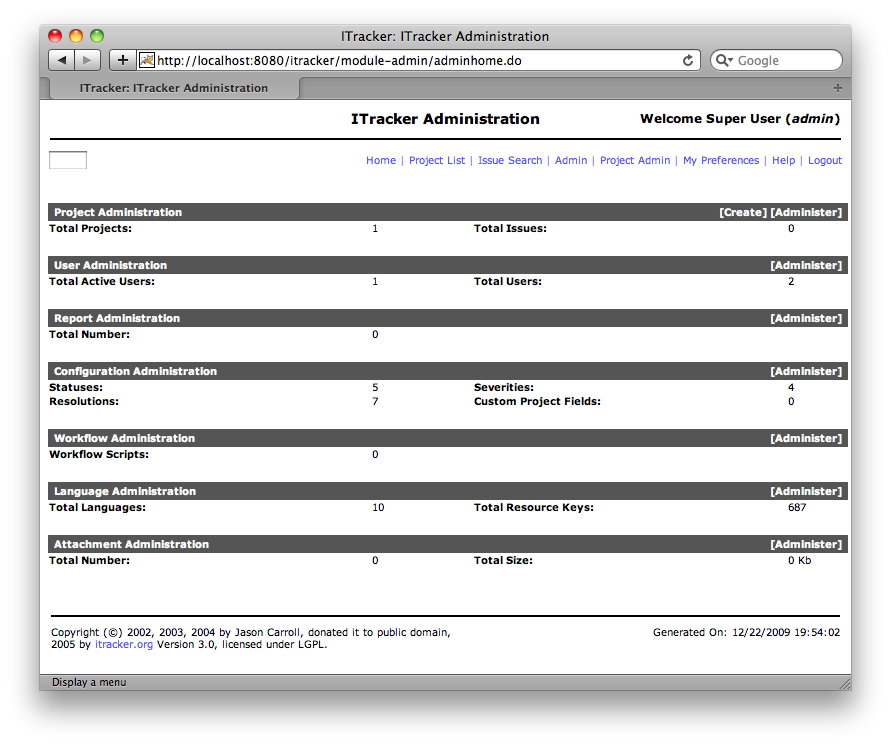 ITracker: ITracker Administration
http://localhost:8080/itracker/module-admin/adminhome.do
Google
ITracker: ITracker Administration
ITracker Administration
Welcome Super User (admin)
Home | Project List | Issue Search | Admin | Project Admin | My Preferences | Help | Logout
Project Administration [Create] [Administer]
Total Projects: 1 Total Issues: 0
User Administration [Administer]
Total Active Users: 1 Total Users: 2
Report Administration [Administer]
Total Number: 0
Configuration Administration [Administer]
Statuses: 5 Severities: 4
Resolutions: 7 Custom Project Fields: 0
Workflow Administration [Administer]
Workflow Scripts: 0
Language Administration [Administer]
Total Languages: 10 Total Resource Keys: 687
Attachment Administration [Administer]
Total Number: 0 Total Size: 0 Kb
Copyright (©) 2002, 2003, 2004 by Jason Carroll, donated it to public domain, Generated On: 12/22/2009 19:54:02
2005 by itracker.org Version 3.0, licensed under LGPL.
Display a menu